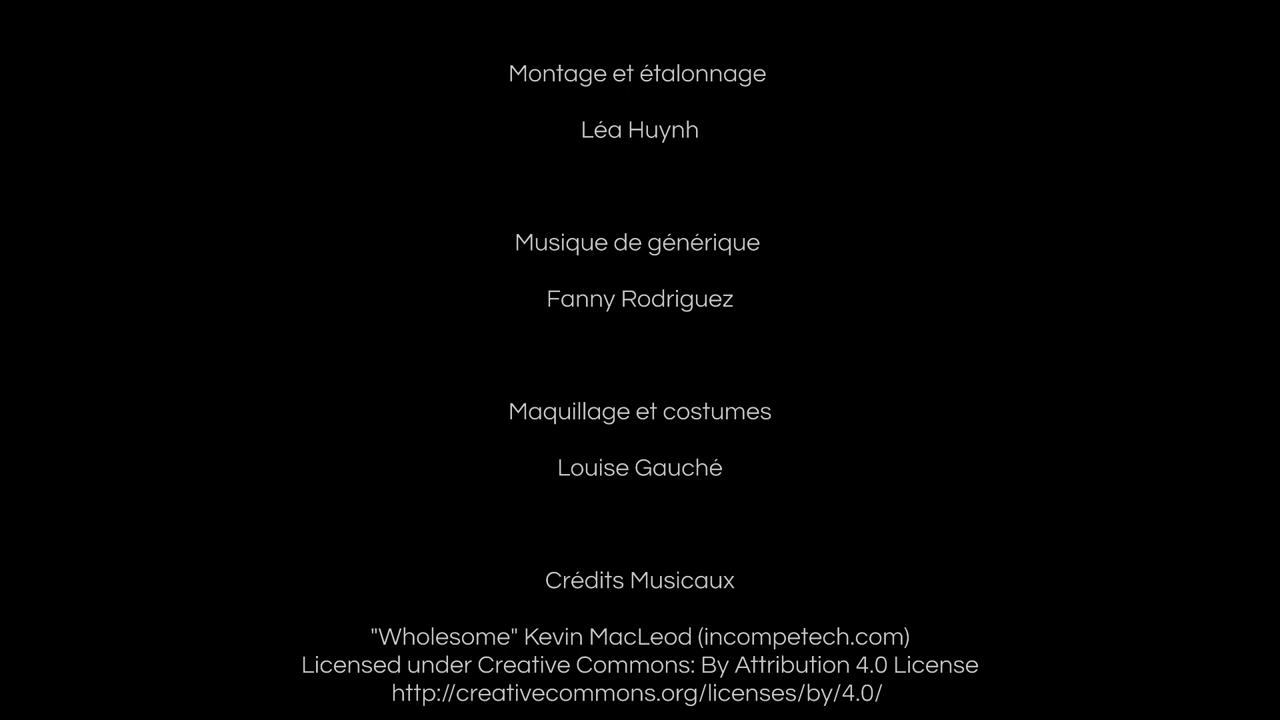 Montage et étalonnage
Léa Huynh
Musique de générique
Fanny Rodriguez
Maquillage et costumes
Louise Gauché
Crédits Musicaux
"Wholesome" Kevin MacLeod (incompetech.com)
Licensed under Creative Commons: By Attribution 4.0 License
http://creativecommons.org/licenses/by/4.0/